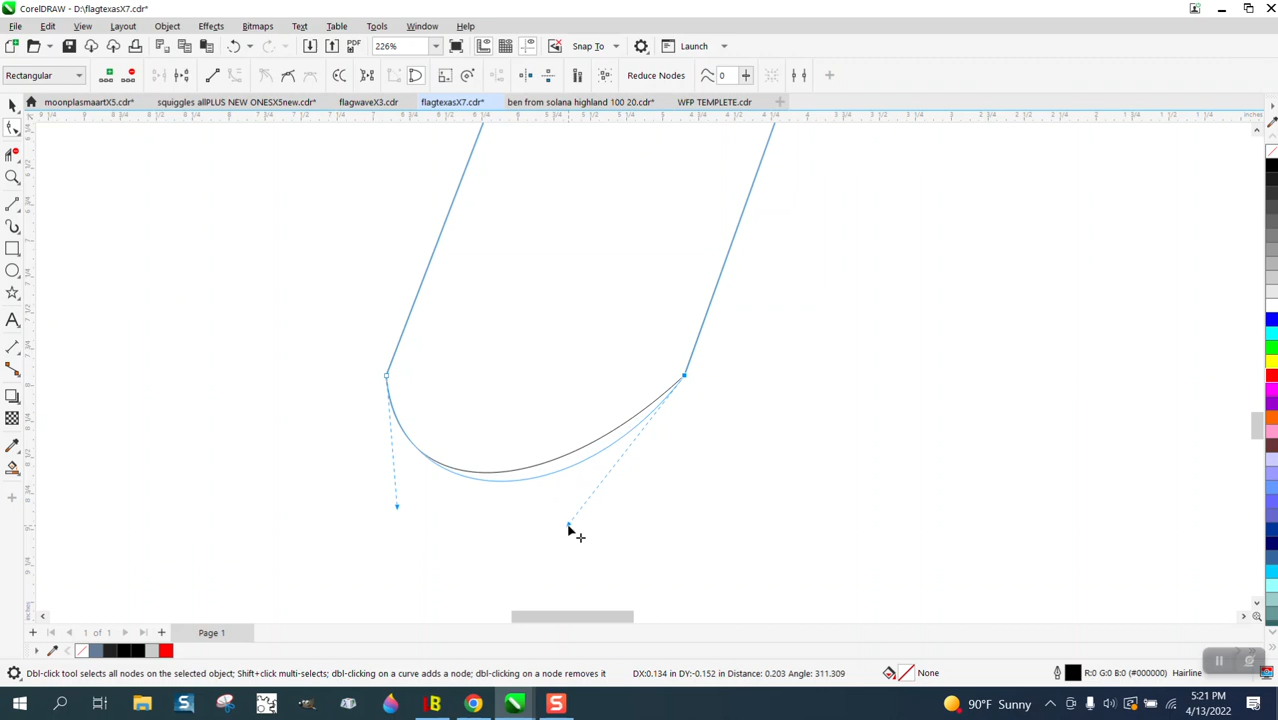 CorelDRAW - D:\flagtexasX7.cdr*
File Edit View Layout Object Effects Bitmaps Text Table Tools Window Help
PDF 226% Snap To Launch
Rectangular Reduce Nodes 0
moonplasmaartX5.cdr* squiggles allPLUS NEW ONESX5new.cdr* flagwaveX3.cdr flagtexasX7.cdr* ben from solana highland 100 20.cdr* WFP TEMPLETE.cdr
inches
1 of 1 Page 1
Dbl-click tool selects all nodes on the selected object; Shift+click multi-selects; dbl-clicking on a curve adds a node; dbl-clicking on a node removes it DX:0.134 DY:-0.152 Distance: 0.203 Angle: 311.309 None R:0 G:0 B:0 (#000000) Hairline
90°F Sunny 5:21 PM
4/13/2022